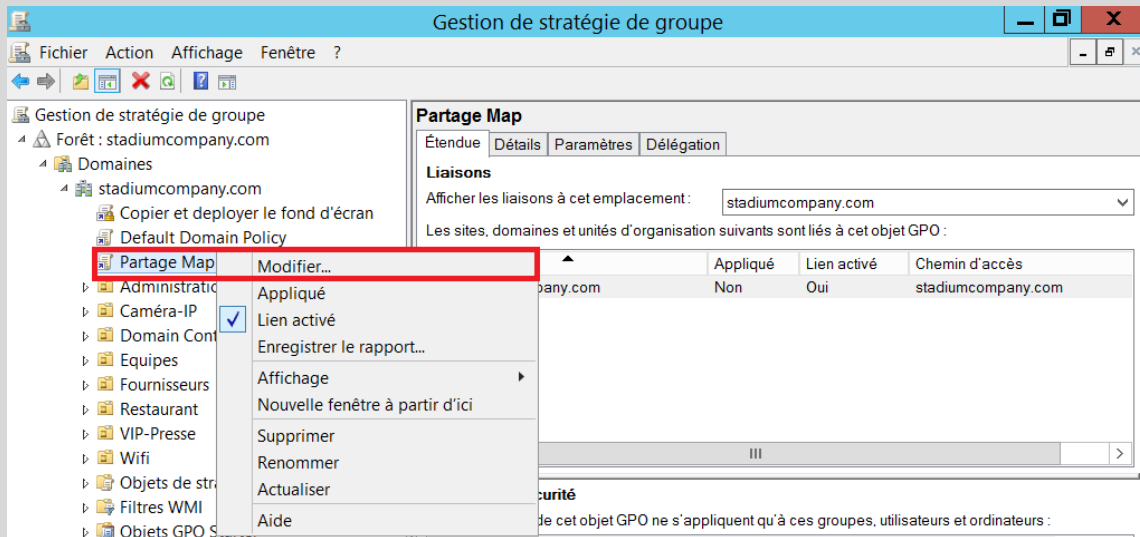 Gestion de stratégie de groupe
Fichier Action Affichage Fenêtre ?
Gestion de stratégie de groupe
Forêt : stadiumcompany.com
Domaines
stadiumcompany.com
Copier et deployer le fond d'écran
Default Domain Policy
Partage Map
Administratic
Caméra-IP
Domain Cont
Equipes
Fournisseurs
Restaurant
VIP-Presse
Wifi
Objets de stra
Filtres WMI
Objets GPO Starter
Modifier...
Appliqué
Lien activé
Enregistrer le rapport...
Affichage
Nouvelle fenêtre à partir d'ici
Supprimer
Renommer
Actualiser
Aide
Partage Map
Étendue Détails Paramètres Délégation
Liaisons
Afficher les liaisons à cet emplacement : stadiumcompany.com
Les sites, domaines et unités d'organisation suivants sont liés à cet objet GPO :
Appliqué Lien activé Chemin d'accès
pany.com Non Oui stadiumcompany.com
curité
de cet objet GPO ne s'appliquent qu'à ces groupes, utilisateurs et ordinateurs :